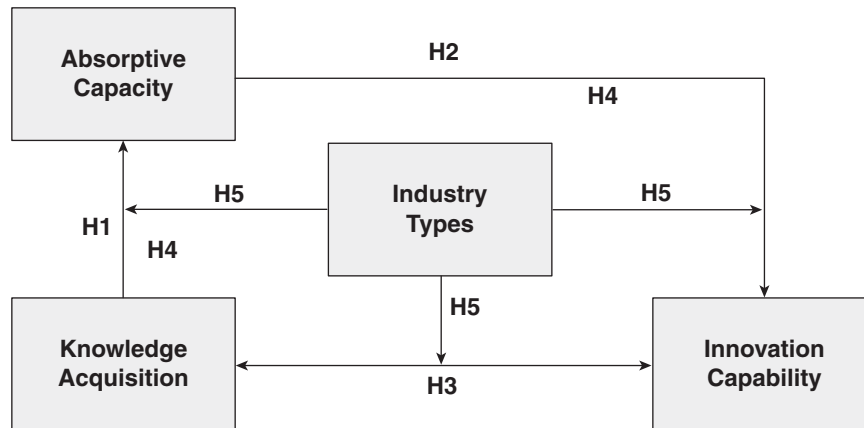 Absorptive
Capacity
H2
H4
H5
Industry
Types
H5
H1
H4
H5
Knowledge
Acquisition
H3
Innovation
Capability